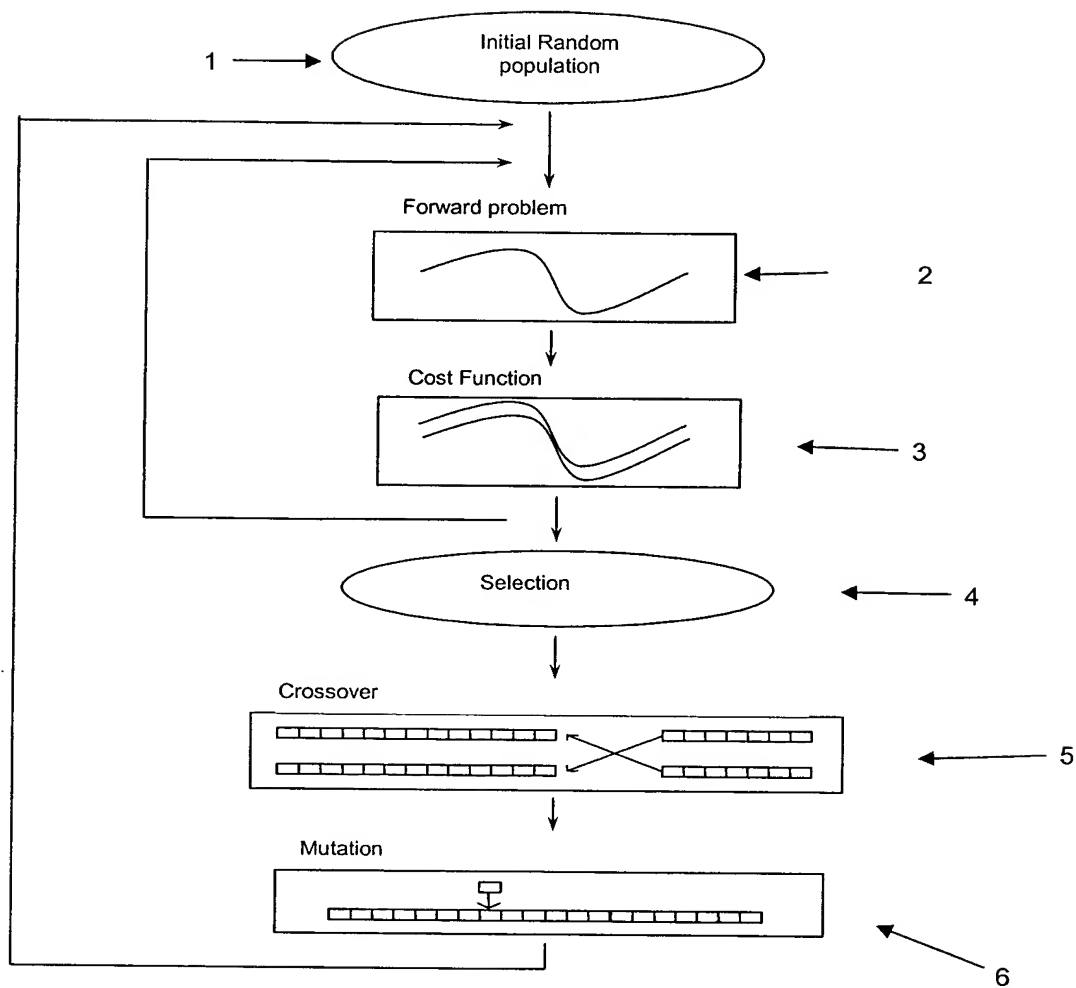 Initial Random
population
1
Forward problem
2
Cost Function
3
Selection
4
Crossover
5
Mutation
6